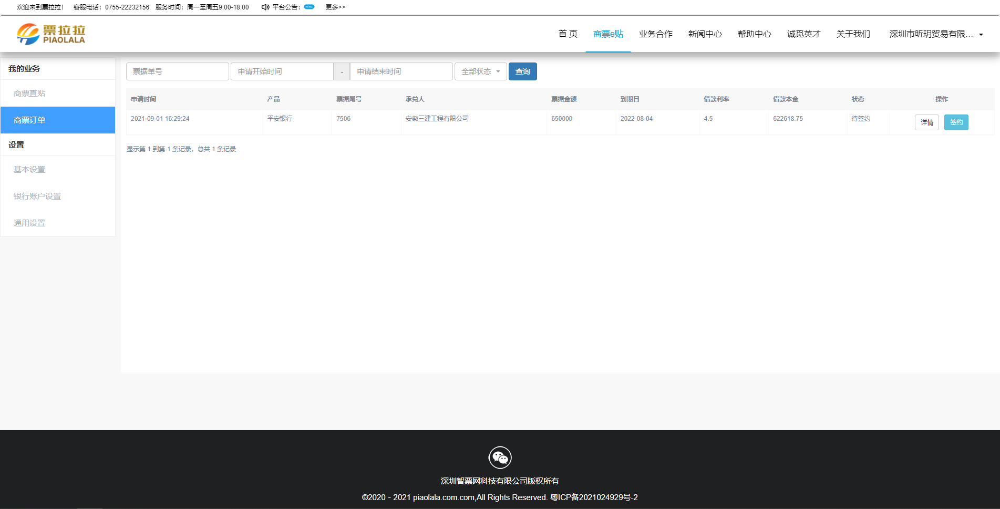 欢迎来到票拉拉! 客服电话：0755-22232156 服务时间：周一至周五9:00-18:00 平台公告： NEWS 更多>>
票拉拉
PIAOLALA
首 页 商票e贴 业务合作 新闻中心 帮助中心 诚觅英才 关于我们 深圳市昕玥贸易有限...
我的业务
商票直贴
商票订单
设置
基本设置
银行账户设置
通用设置
票据单号 申请开始时间 - 申请结束时间 全部状态 查询
申请时间 产品 票据尾号 承兑人 票据金额 到期日 借款利率 借款本金 状态 操作
2021-09-01 16:29:24 平安银行 7506 安徽三建工程有限公司 650000 2022-08-04 4.5 622618.75 待签约 详情 签约
显示第 1 到第 1 条记录，总共 1 条记录
深圳智票网科技有限公司版权所有
©2020 - 2021 piaolala.com.com,All Rights Reserved. 粤ICP备2021024929号-2